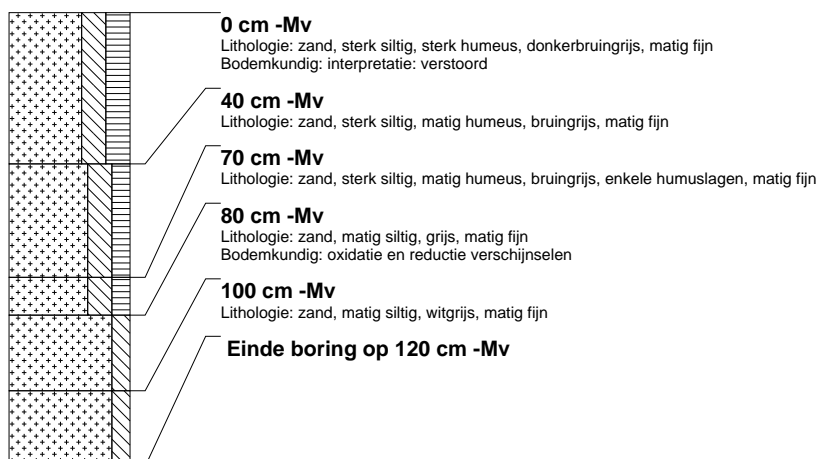 0 cm -Mv
Lithologie: zand, sterk siltig, sterk humeus, donkerbruingrijs, matig fijn
Bodemkundig: interpretatie: verstoord
40 cm -Mv
Lithologie: zand, sterk siltig, matig humeus, bruingrijs, matig fijn
70 cm -Mv
Lithologie: zand, sterk siltig, matig humeus, bruingrijs, enkele humuslagen, matig fijn
80 cm -Mv
Lithologie: zand, matig siltig, grijs, matig fijn
Bodemkundig: oxidatie en reductie verschijnselen
100 cm -Mv
Lithologie: zand, matig siltig, witgrijs, matig fijn
Einde boring op 120 cm -Mv